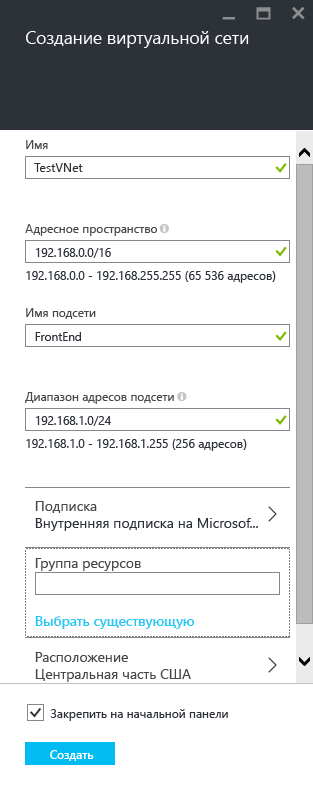 Создание виртуальной сети
Имя
TestVNet
Адресное пространство
192.168.0.0/16
192.168.0.0 - 192.168.255.255 (65 536 адресов)
Имя подсети
FrontEnd
Диапазон адресов подсети
192.168.1.0/24
192.168.1.0 - 192.168.1.255 (256 адресов)
Подписка
Внутренняя подписка на Microsof...
Группа ресурсов
Выбрать существующую
Расположение
Центральная часть США
Закрепить на начальной панели
Создать